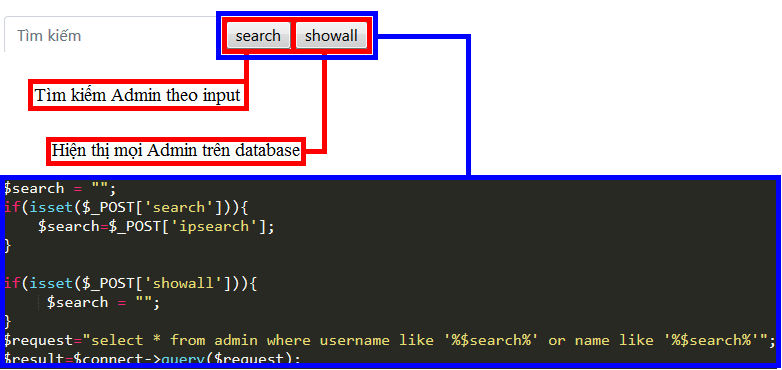 Tìm kiếm
search
showall
Tìm kiếm Admin theo input
Hiện thị mọi Admin trên database
$search = "";
if(isset($_POST['search'])){
$search=$_POST['ipsearch'];
}
if(isset($_POST['showall'])){
$search = "";
}
$request="select * from admin where username like '%$search%' or name like '%$search%'";
$result=$connect->query($request);